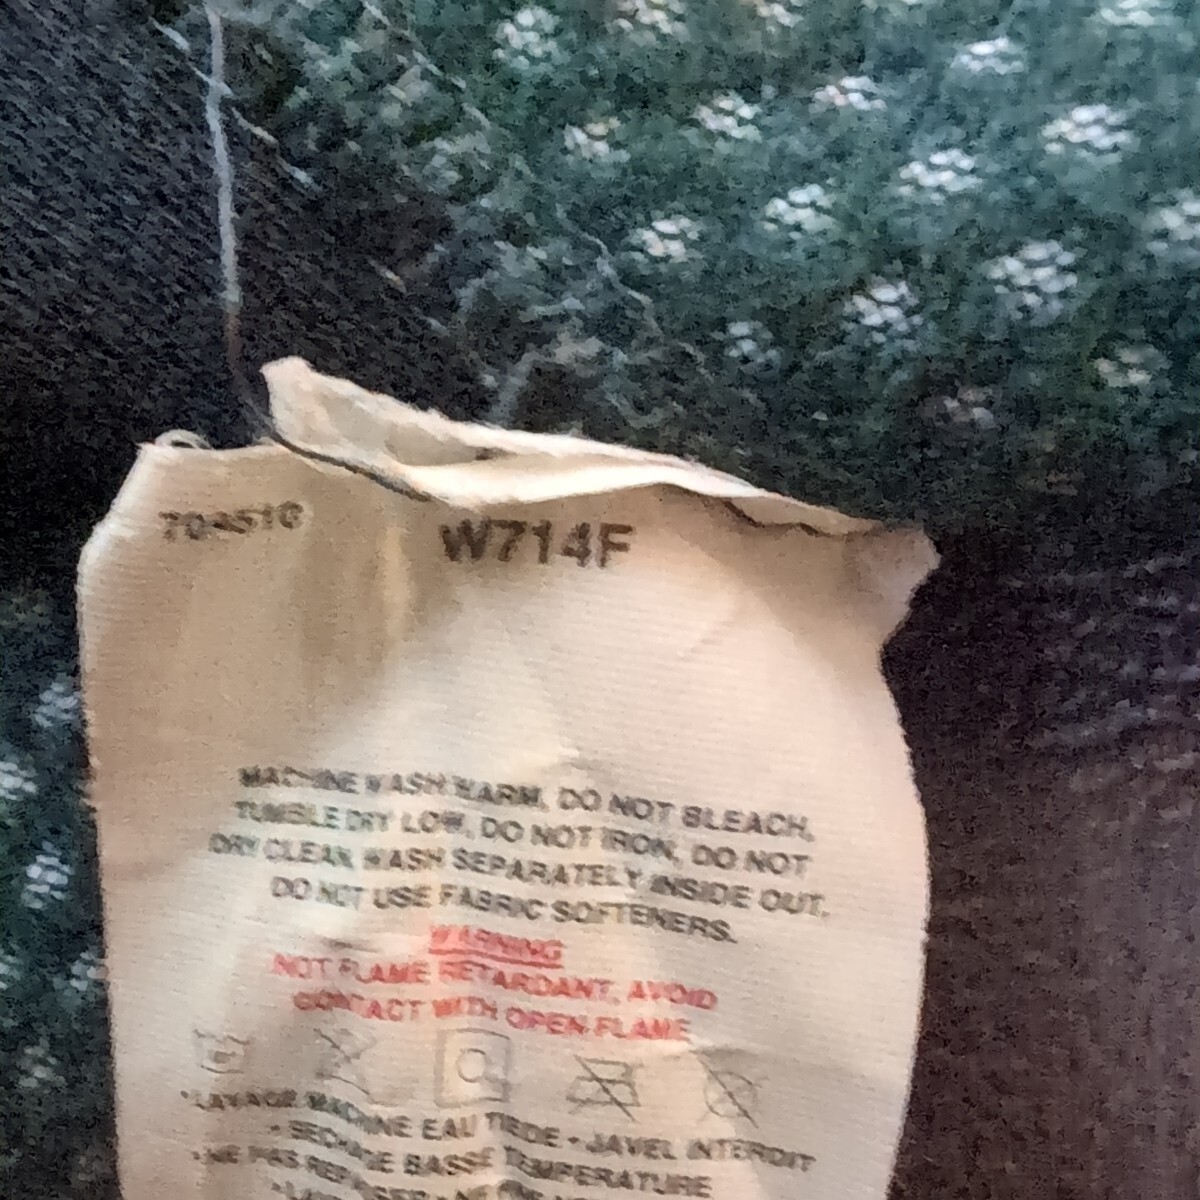 W714F
MACHINE WASH WARM, DO NOT BLEACH,
TUMBLE DRY LOW, DO NOT IRON, DO NOT
DRY CLEAN, WASH SEPARATELY INSIDE OUT,
DO NOT USE FABRIC SOFTENERS.
WARNING
NOT FLAME RETARDANT, AVOID
CONTACT WITH OPEN FLAME
• LAVAGE MACHINE EAU TIEDE • JAVEL INTERDIT
• SECHAGE BASSE TEMPERATURE
• NE PAS